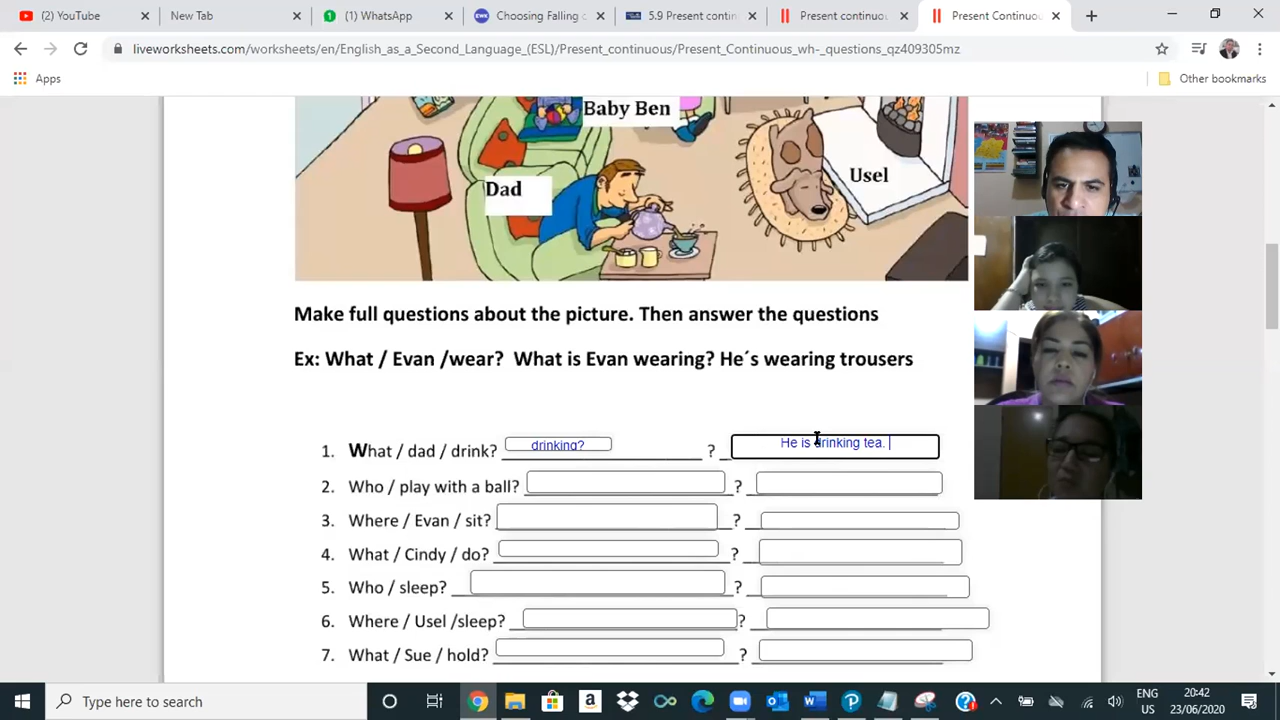 YouTube
New Tab
(1) WhatsApp
EWK
Choosing Falling c
5.9 Present contin
Present continuou
Present Continuo
liveworksheets.com/worksheets/en/English_as_a_Second_Language_(ESL)/Present_continuous/Present_Continuous_wh-_questions_qz409305mz
Apps
Other bookmarks
Baby Ben
Dad
Usel
Make full questions about the picture. Then answer the questions
Ex: What / Evan /wear? What is Evan wearing? He´s wearing trousers
1. What / dad / drink? drinking? ? He is drinking tea.
2. Who / play with a ball? ?
3. Where / Evan / sit? ?
4. What / Cindy / do? ?
5. Who / sleep? ?
6. Where / Usel /sleep? ?
7. What / Sue / hold? ?
Type here to search
ENG
20:42
23/06/2020